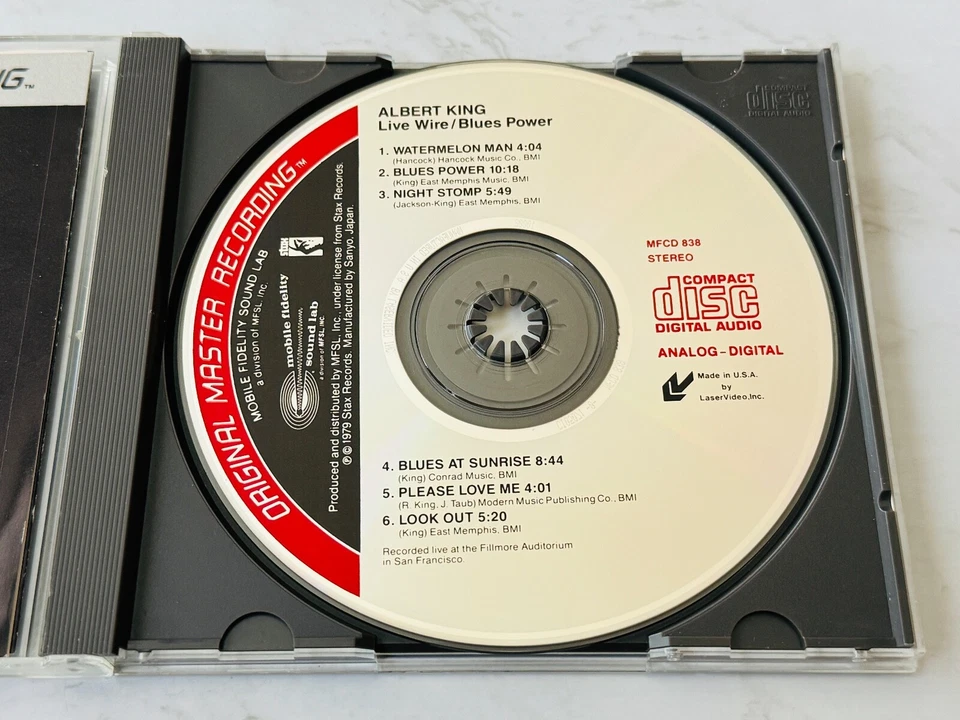 NG™
ORIGINAL MASTER RECORDING™
MOBILE FIDELITY SOUND LAB
a division of MFSL, Inc.
STAX
mobile fidelity
sound lab
a division of MFSL, INC.
Produced and distributed by MFSL, Inc., under license from Stax Records.
℗©1979 Stax Records. Manufactured by Sanyo, Japan.
ALBERT KING
Live Wire/Blues Power
1. WATERMELON MAN 4:04
(Hancock) Hancock Music Co., BMI
2. BLUES POWER 10:18
(King) East Memphis Music, BMI
3. NIGHT STOMP 5:49
(Jackson-King) East Memphis, BMI
MFCD 838
STEREO
COMPACT
disc
DIGITAL AUDIO
ANALOG-DIGITAL
Made in U.S.A.
by
LaserVideo,Inc.
4. BLUES AT SUNRISE 8:44
(King) Conrad Music, BMI
5. PLEASE LOVE ME 4:01
(R. King, J. Taub) Modern Music Publishing Co., BMI
6. LOOK OUT 5:20
(King) East Memphis, BMI
Recorded live at the Fillmore Auditorium
in San Francisco.
COMPACT
disc
DIGITAL AUDIO